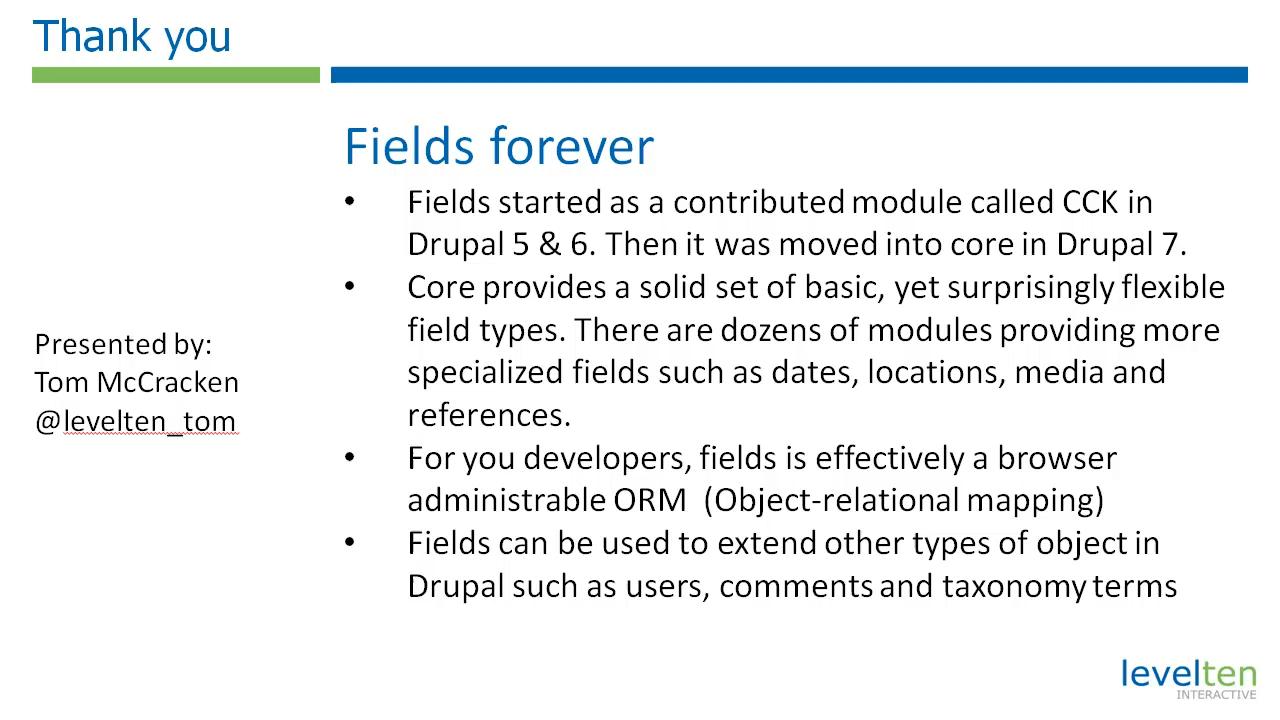 Thank you
Fields forever
• Fields started as a contributed module called CCK in
Drupal 5 & 6. Then it was moved into core in Drupal 7.
• Core provides a solid set of basic, yet surprisingly flexible
field types. There are dozens of modules providing more
specialized fields such as dates, locations, media and
references.
• For you developers, fields is effectively a browser
administrable ORM  (Object-relational mapping)
• Fields can be used to extend other types of object in
Drupal such as users, comments and taxonomy terms
Presented by:
Tom McCracken
@levelten_tom
levelten
INTERACTIVE